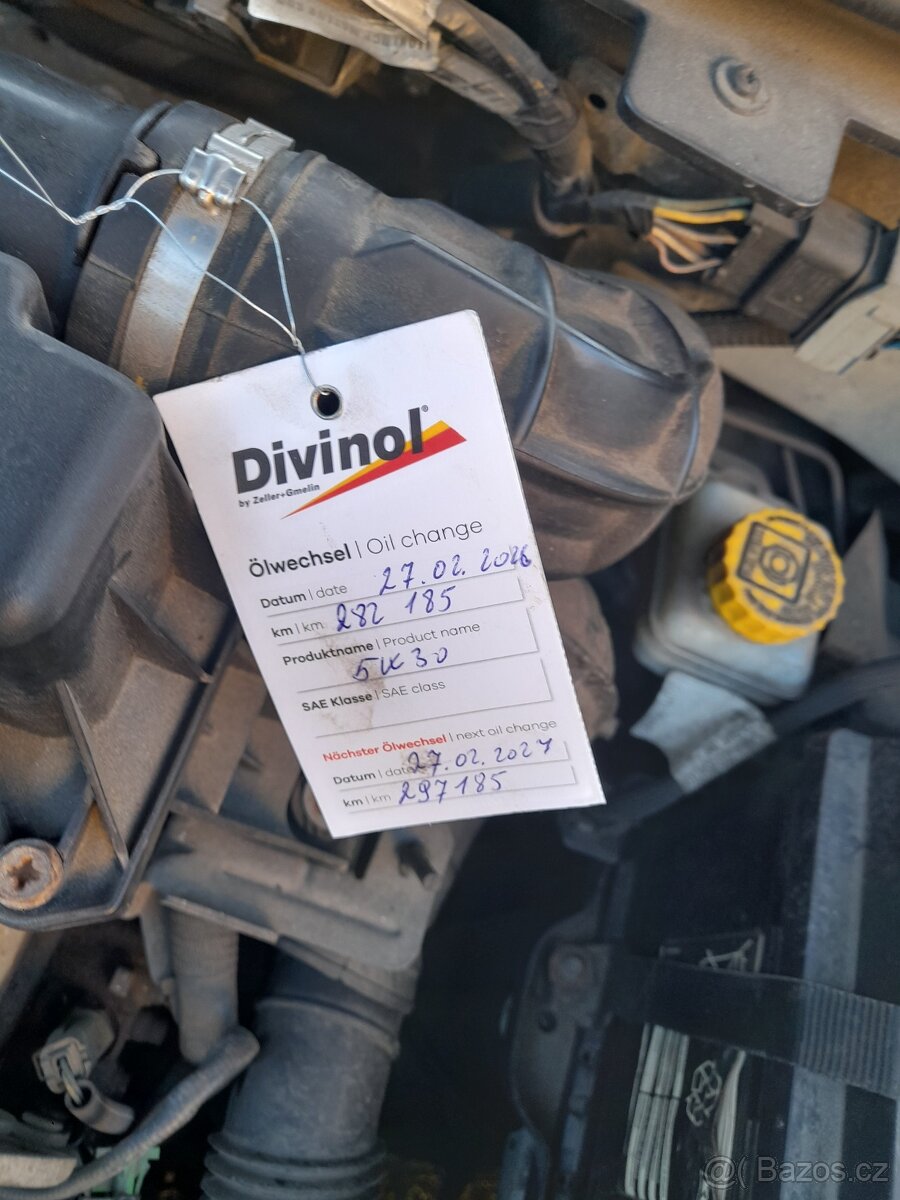 Divinol®
by Zeller+Gmelin
Ölwechsel | Oil change
Datum | date 27.02.2026
km | km 282 185
Produktname | Product name
5W30
SAE Klasse | SAE class
Nächster Ölwechsel | next oil change
Datum | date 27.02.2027
km | km 297185
@( Bazos.cz